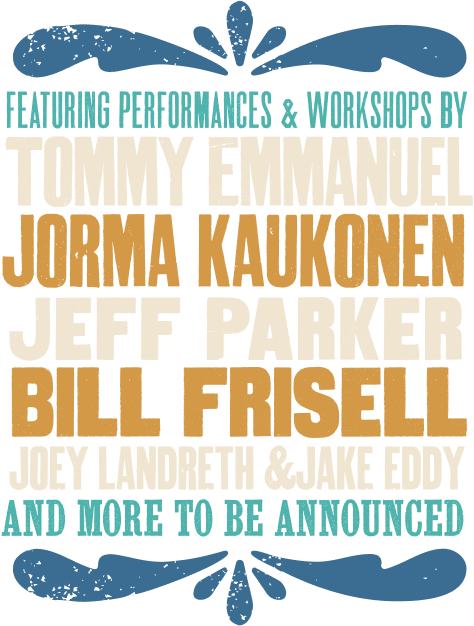 FEATURING PERFORMANCES & WORKSHOPS BY
TOMMY EMMANUEL
JORMA KAUKONEN
JEFF PARKER
BILL FRISELL
JOEY LANDRETH & JAKE EDDY
AND MORE TO BE ANNOUNCED